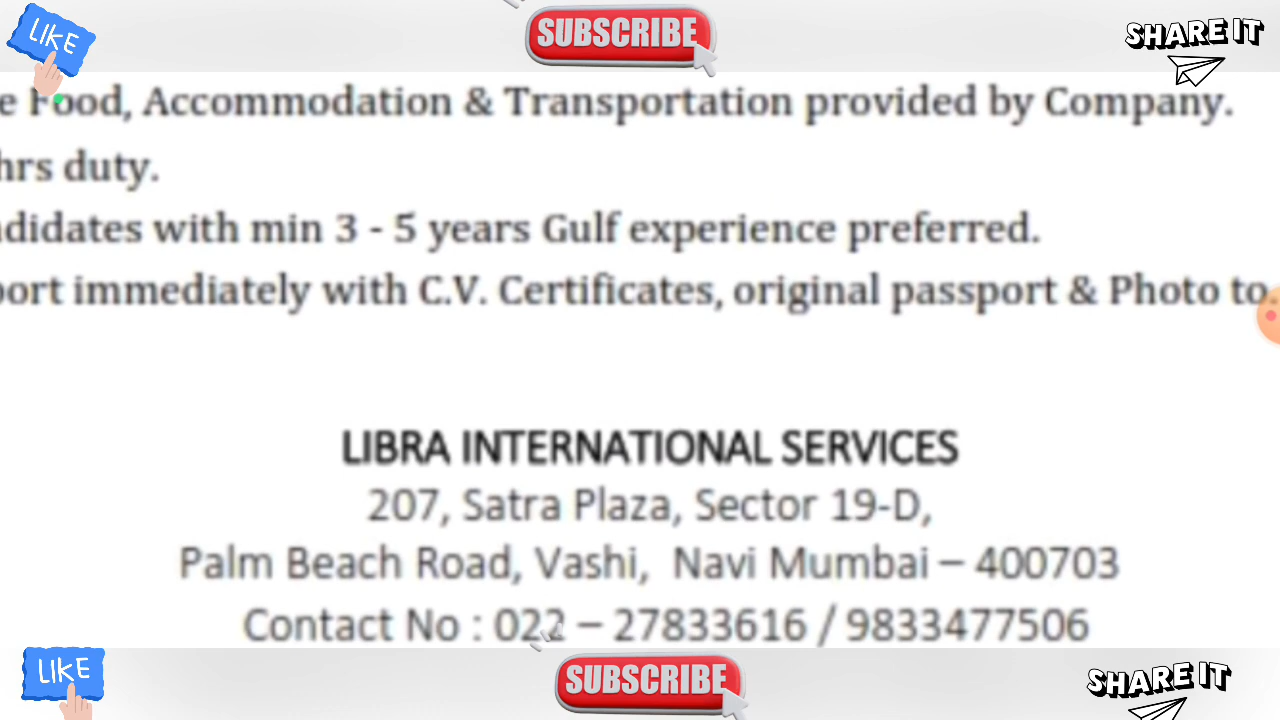 LIKE
SUBSCRIBE
SHARE IT
e Food, Accommodation & Transportation provided by Company.
hrs duty.
ndidates with min 3 - 5 years Gulf experience preferred.
port immediately with C.V. Certificates, original passport & Photo to.
LIBRA INTERNATIONAL SERVICES
207, Satra Plaza, Sector 19-D,
Palm Beach Road, Vashi, Navi Mumbai – 400703
Contact No : 022 – 27833616 / 9833477506
LIKE
SUBSCRIBE
SHARE IT